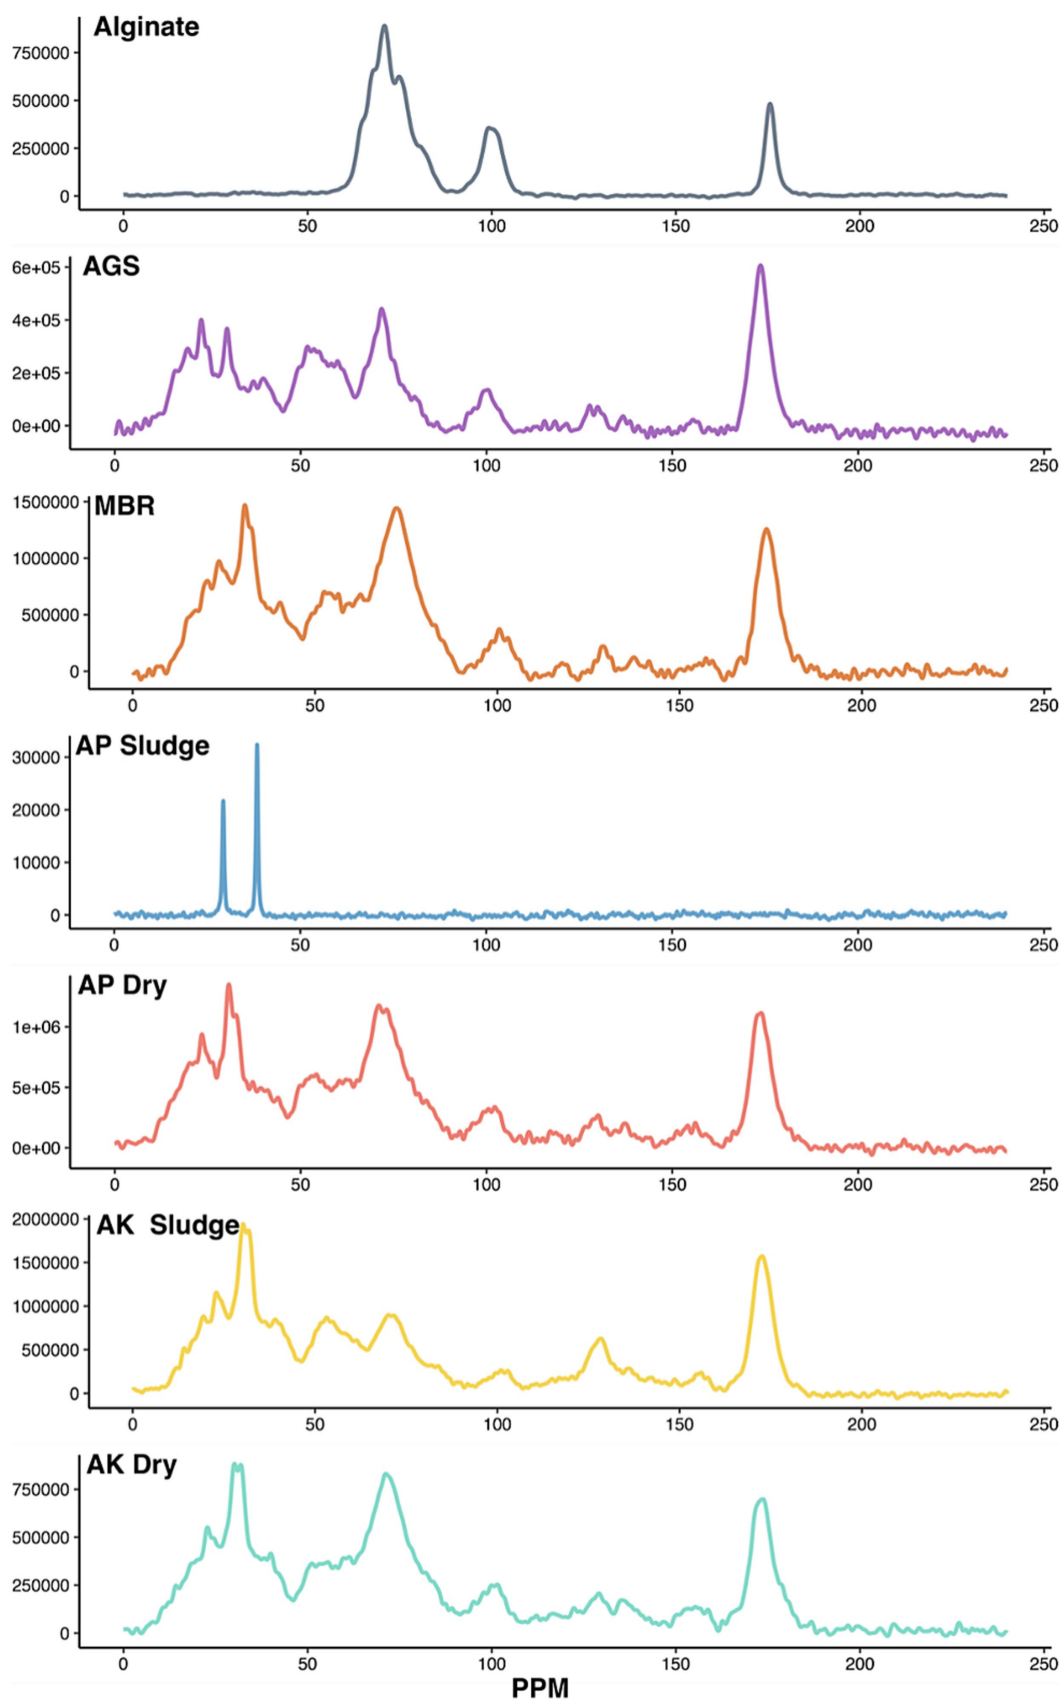 Alginate
750000
500000
250000
0
0 50 100 150 200 250
AGS
6e+05
4e+05
2e+05
0e+00
0 50 100 150 200 250
MBR
1500000
1000000
500000
0
0 50 100 150 200 250
AP Sludge
30000
20000
10000
0
0 50 100 150 200 250
AP Dry
1e+06
5e+05
0e+00
0 50 100 150 200 250
AK Sludge
2000000
1500000
1000000
500000
0
0 50 100 150 200 250
AK Dry
750000
500000
250000
0
0 50 100 150 200 250
PPM